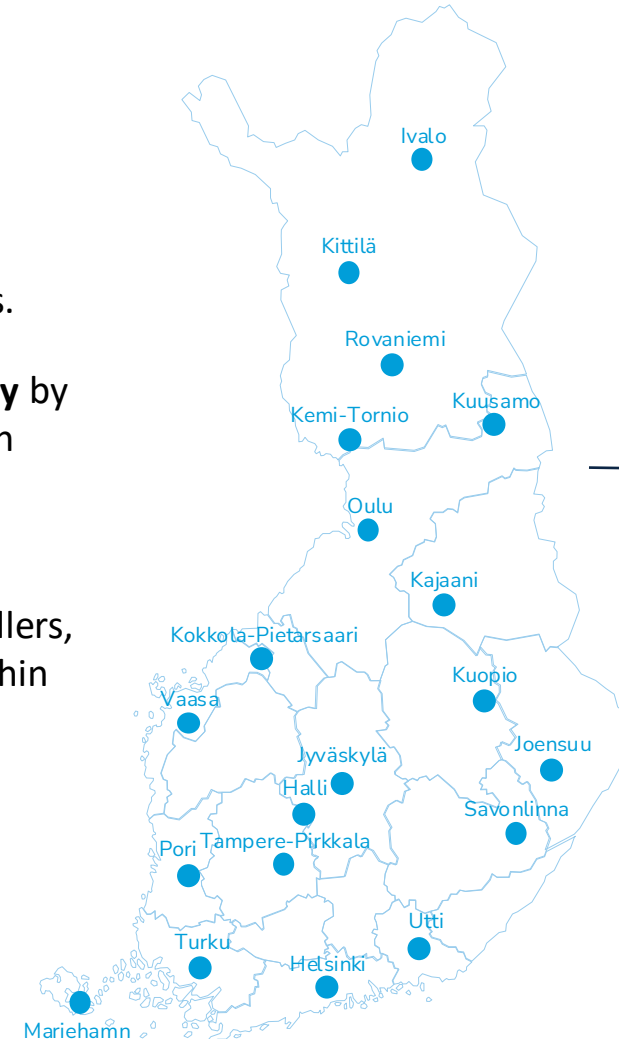 Ivalo
Kittilä
s.
Rovaniemi
y by
Kuusamo
Kemi-Tornio
n
Oulu
Kajaani
llers,
Kokkola-Pietarsaari
hin
Kuopio
Vaasa
Joensuu
Jyväskylä
Halli
Savonlinna
Pori
Tampere-Pirkkala
Utti
Turku
Helsinki
Mariehamn